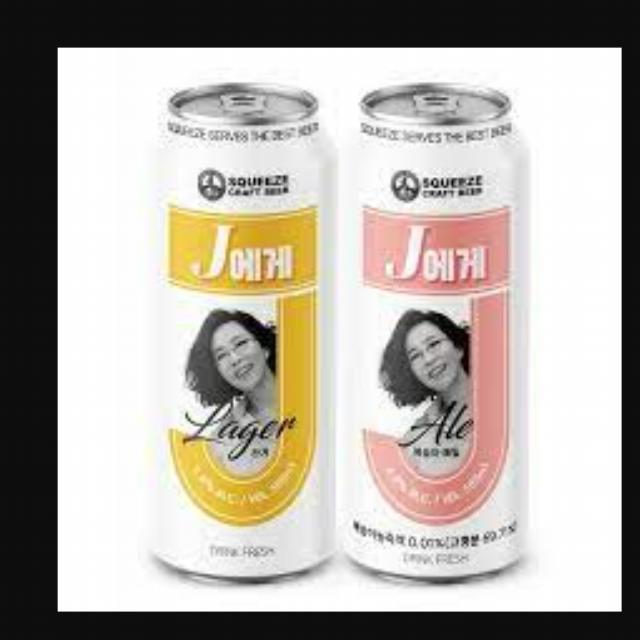 SQUEEZE SERVES THE BEST BEER
SQUEEZE
CRAFT BEER
J에게
Lager
DRINK FRESH
SQUEEZE SERVES THE BEST BEER
SQUEEZE
CRAFT BEER
J에게
Ale
DRINK FRESH